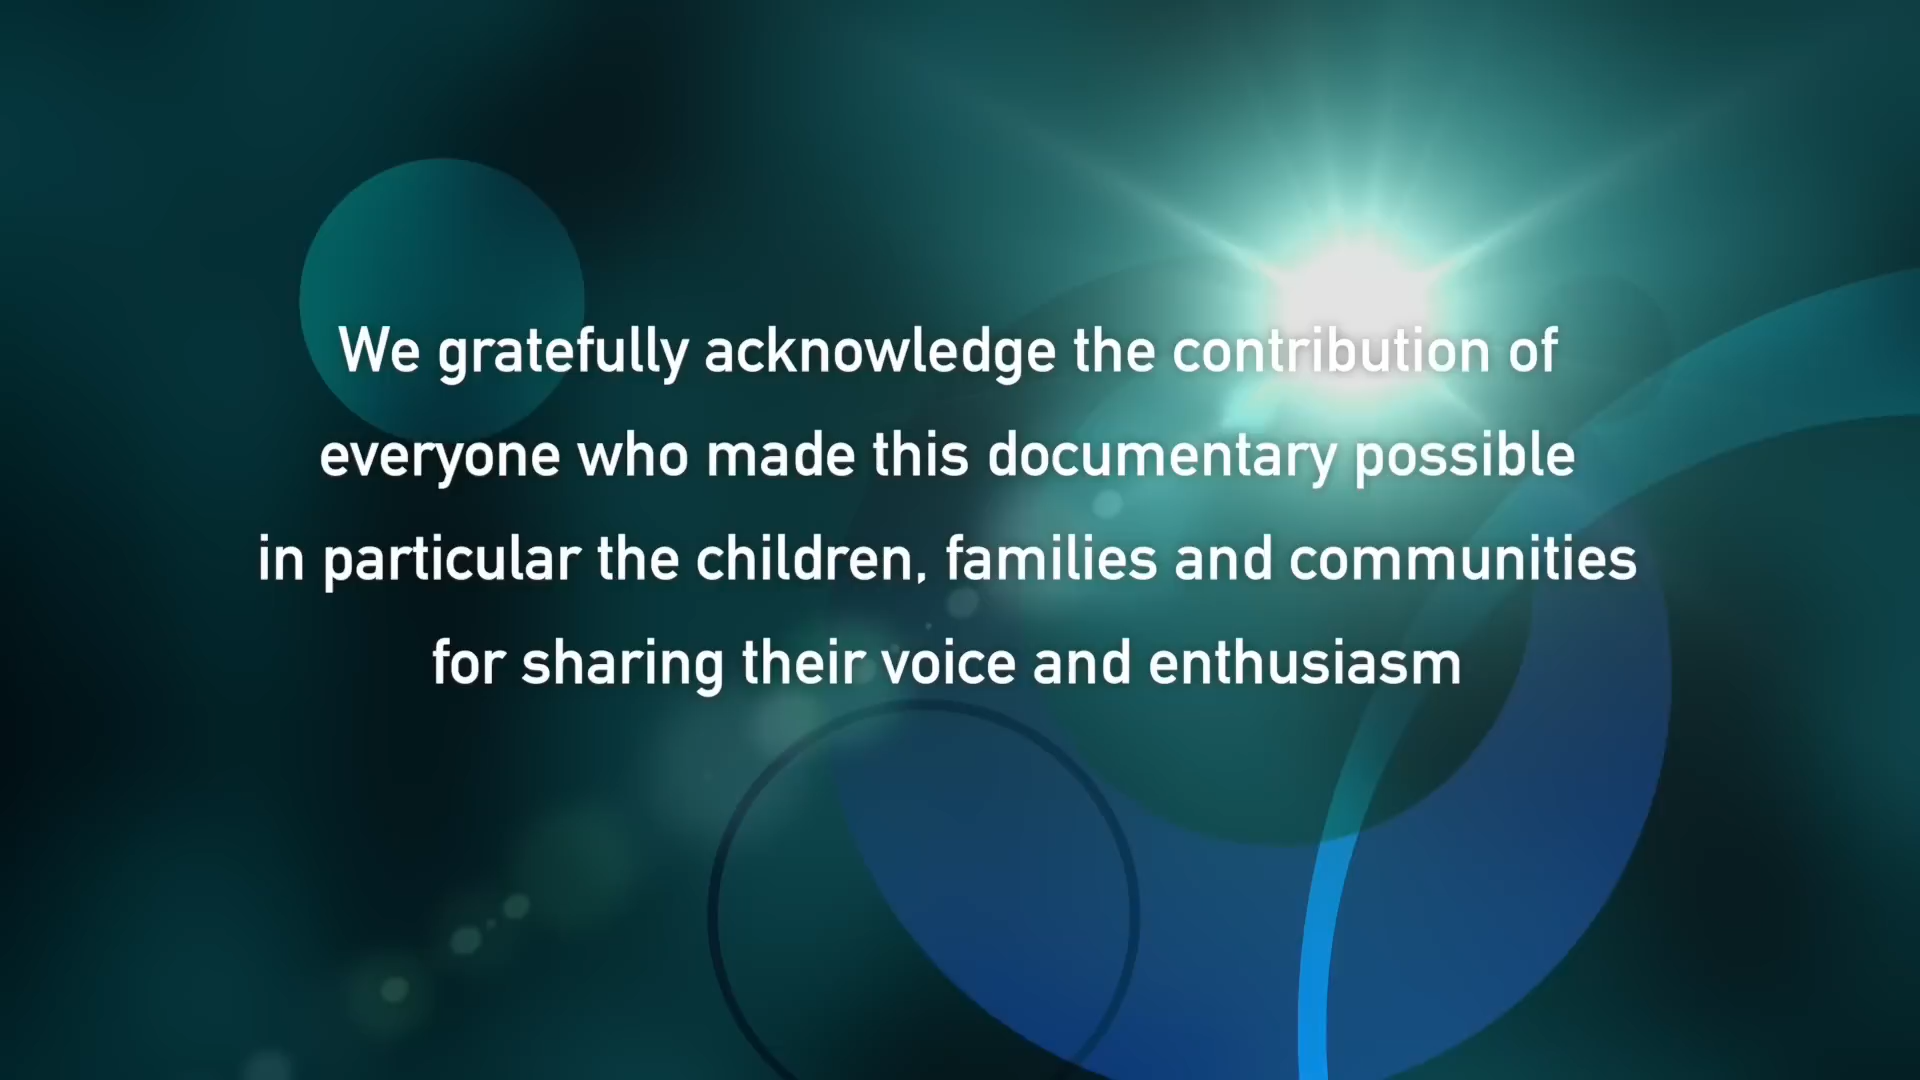 We gratefully acknowledge the contribution of
everyone who made this documentary possible
in particular the children, families and communities
for sharing their voice and enthusiasm